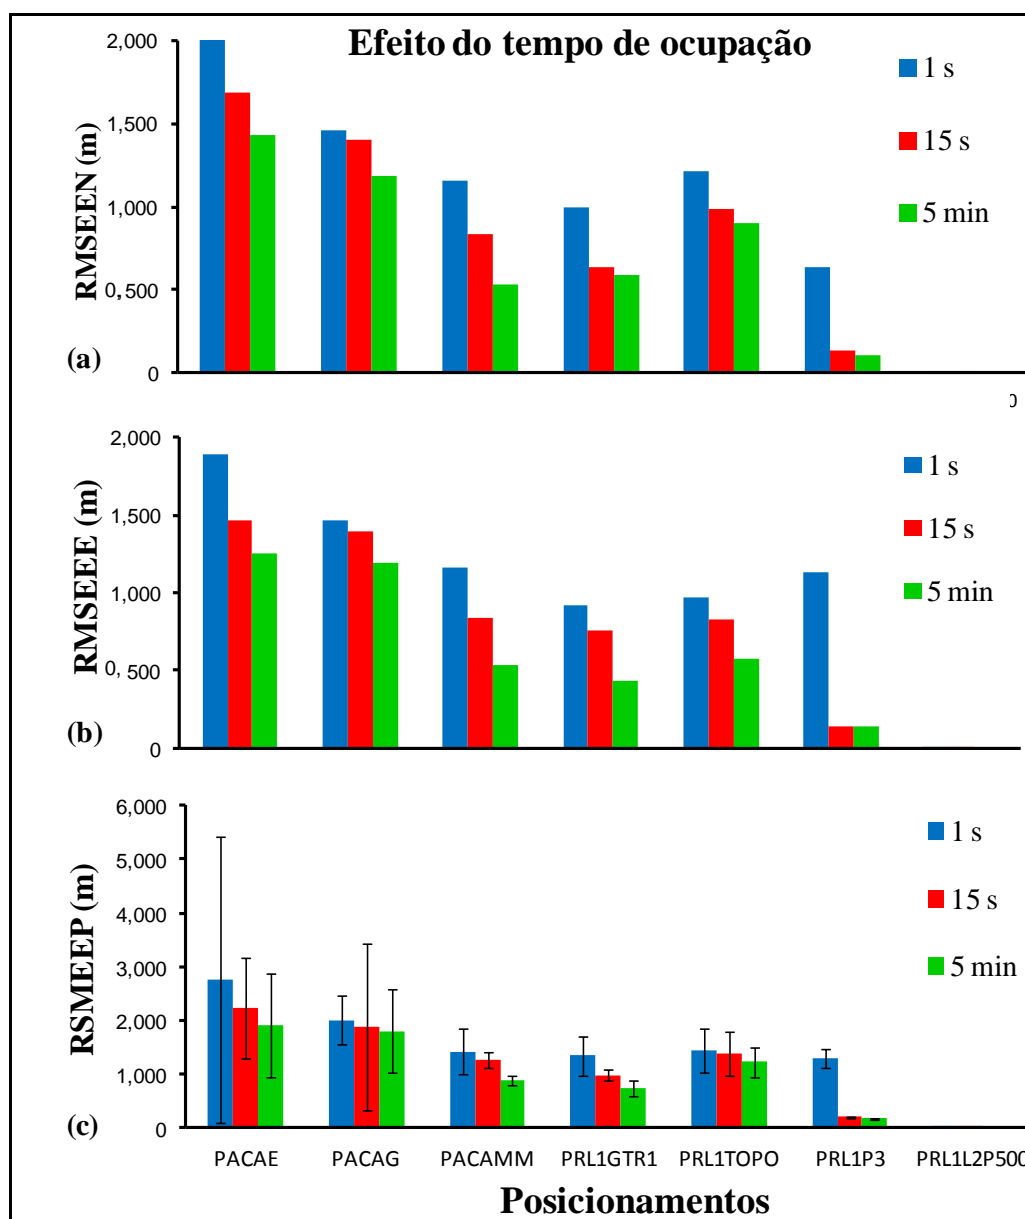 Efeito do tempo de ocupação
2,000
1,500
1,000
0,500
0
RMSEEN (m)
(a)
1 s
15 s
5 min
0
2,000
1,500
1,000
0,500
0
RMSEEE (m)
(b)
1 s
15 s
5 min
6,000
5,000
4,000
3,000
2,000
1,000
0
RSMEEP (m)
(c)
1 s
15 s
5 min
PACAE PACAG PACAMM PRL1GTR1 PRL1TOPO PRL1P3 PRL1L2P500
Posicionamentos